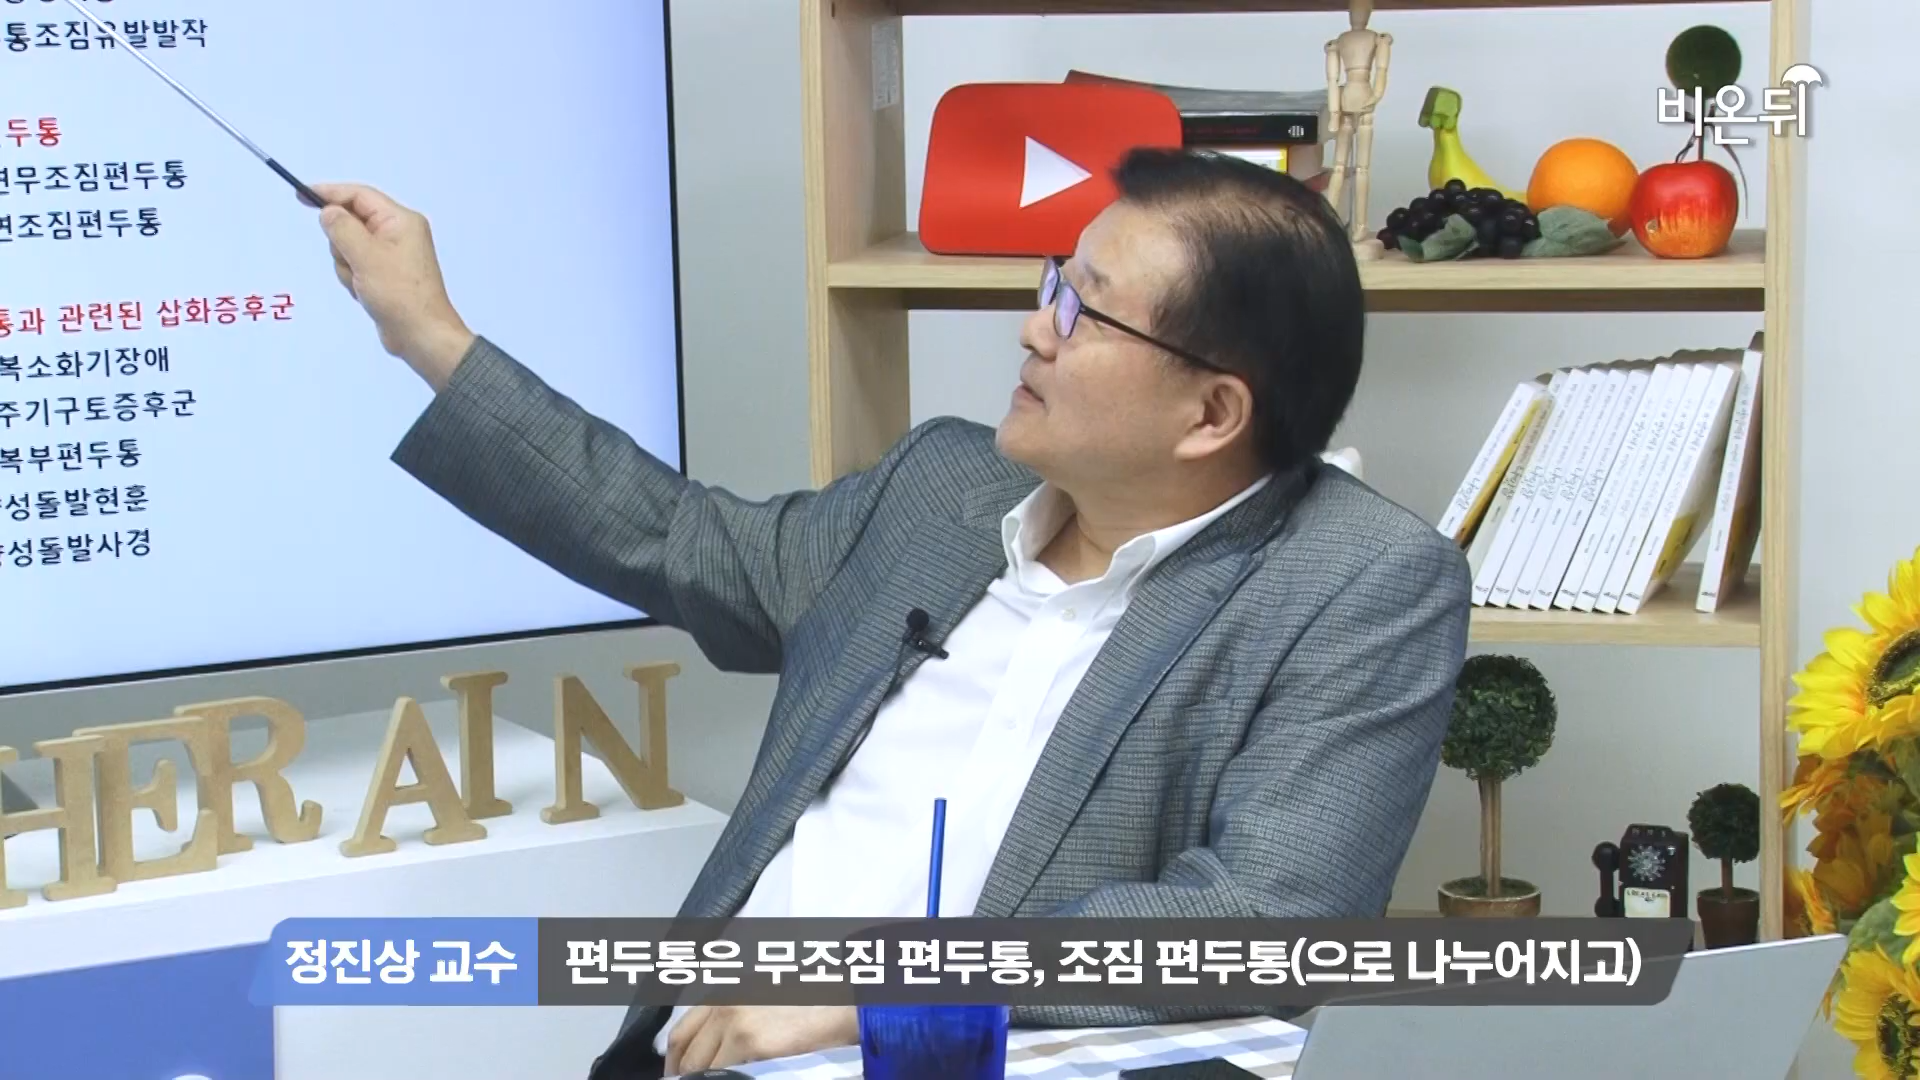 통조짐유발발작
두통
무조짐편두통
조짐편두통
통과 관련된 삽화증후군
복소화기장애
주기구토증후군
복부편두통
성돌발현훈
성돌발사경
비온뒤
HERAIN
정진상 교수
편두통은 무조짐 편두통, 조짐 편두통(으로 나누어지고)